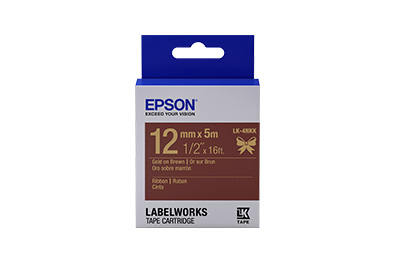 EPSON
EXCEED YOUR VISION
12 mm x 5m
1/2" x 16ft.
LK-4NKK
Gold on Brown | Or sur Brun
Oro sobre marrón
Ribbon | Ruban
Cinta
LABELWORKS
TAPE CARTRIDGE
LK
TAPE